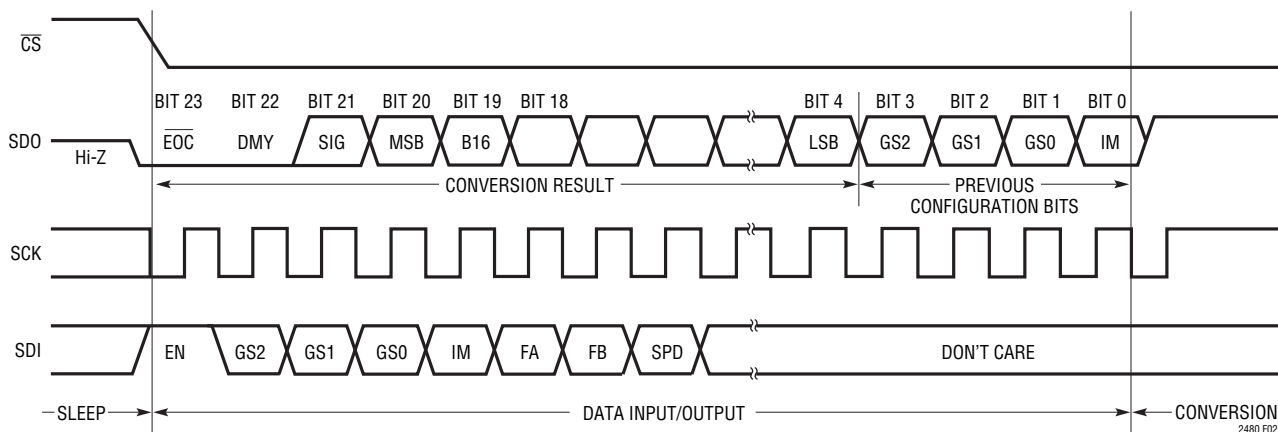 CS
BIT 23 BIT 22 BIT 21 BIT 20 BIT 19 BIT 18 BIT 4 BIT 3 BIT 2 BIT 1 BIT 0
SDO
Hi-Z EOC DMY SIG MSB B16 LSB GS2 GS1 GS0 IM
CONVERSION RESULT
PREVIOUS
CONFIGURATION BITS
SCK
SDI
EN GS2 GS1 GS0 IM FA FB SPD DON'T CARE
SLEEP DATA INPUT/OUTPUT CONVERSION
2480 F02